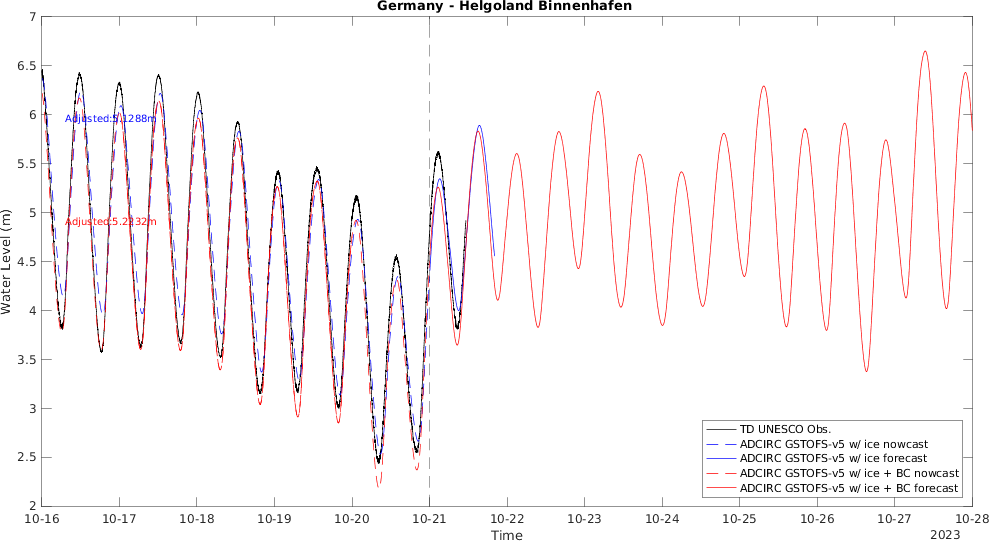 Germany - Helgoland Binnenhafen
Water Level (m)
7
6.5
6
5.5
5
4.5
4
3.5
3
2.5
2
Adjusted:5.1288m
Adjusted:5.2232m
TD UNESCO Obs.
ADCIRC GSTOFS-v5 w/ ice nowcast
ADCIRC GSTOFS-v5 w/ ice forecast
ADCIRC GSTOFS-v5 w/ ice + BC nowcast
ADCIRC GSTOFS-v5 w/ ice + BC forecast
10-16 10-17 10-18 10-19 10-20 10-21 10-22 10-23 10-24 10-25 10-26 10-27 10-28
Time
2023